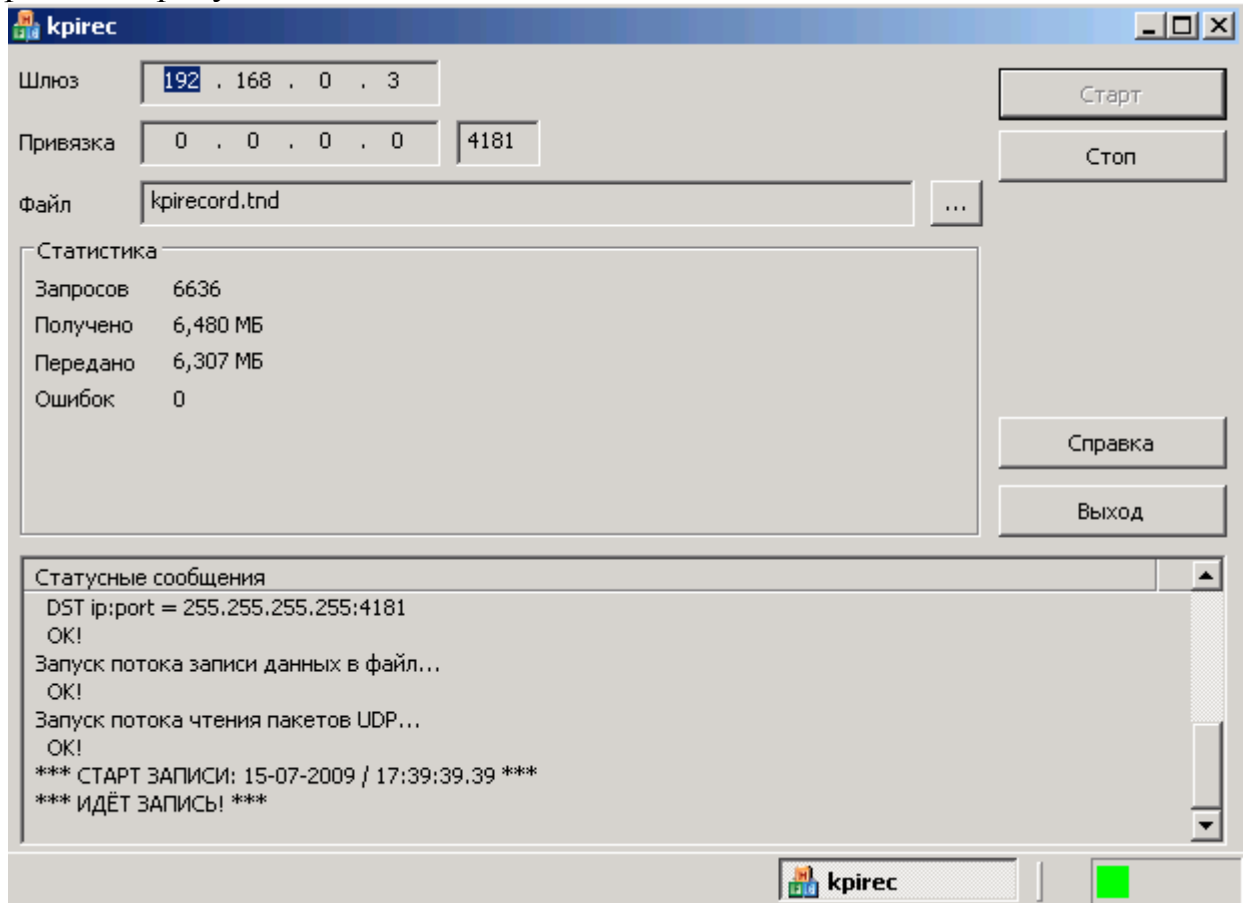 kpirec
Шлюз 192 . 168 . 0 . 3
Старт
Привязка 0 . 0 . 0 . 0 4181
Стоп
Файл kpirecord.tnd ...
Статистика
Запросов 6636
Получено 6,480 МБ
Передано 6,307 МБ
Ошибок 0
Справка
Выход
Статусные сообщения
DST ip:port = 255.255.255.255:4181
OK!
Запуск потока записи данных в файл...
OK!
Запуск потока чтения пакетов UDP...
OK!
*** СТАРТ ЗАПИСИ: 15-07-2009 / 17:39:39.39 ***
*** ИДЁТ ЗАПИСЬ! ***
kpirec